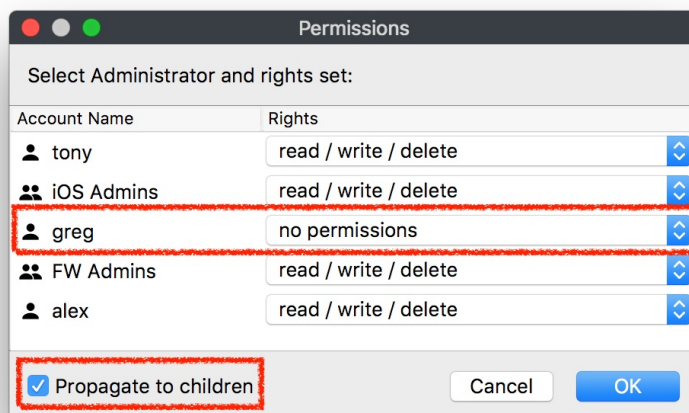 Permissions
Select Administrator and rights set:
Account Name Rights
tony read / write / delete
iOS Admins read / write / delete
greg no permissions
FW Admins read / write / delete
alex read / write / delete
Propagate to children Cancel OK